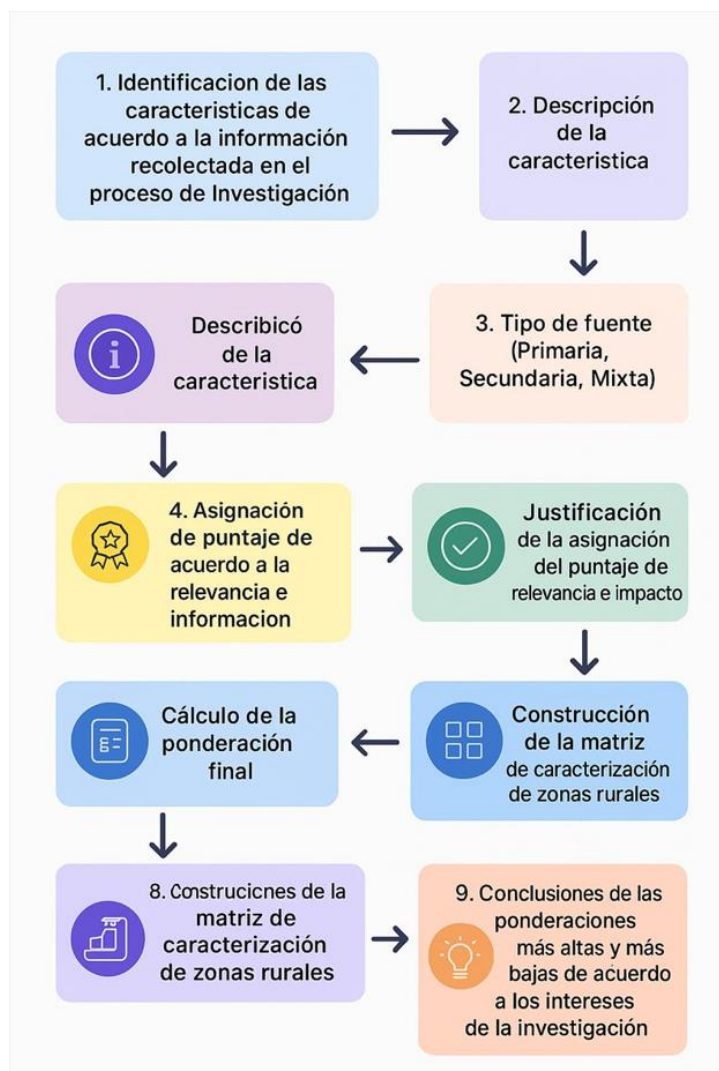 1. Identificacion de las
caracteristicas de
acuerdo a la información
recolectada en el
proceso de Investigación
2. Descripción
de la
caracteristica
3. Tipo de fuente
(Primaria,
Secundaria, Mixta)
i
Describicó
de la
caracteristica
4. Asignación
de puntaje de
acuerdo a la
relevancia e
informacion
Justificación
de la asignación
del puntaje de
relevancia e impacto
Construcción
de la matriz
de caracterización
de zonas rurales
Cálculo de la
ponderación
final
8. Construcicnes de la
matriz de
caracterización
de zonas rurales
9. Conclusiones de las
ponderaciones
más altas y más
bajas de acuerdo
a los intereses
de la investigación